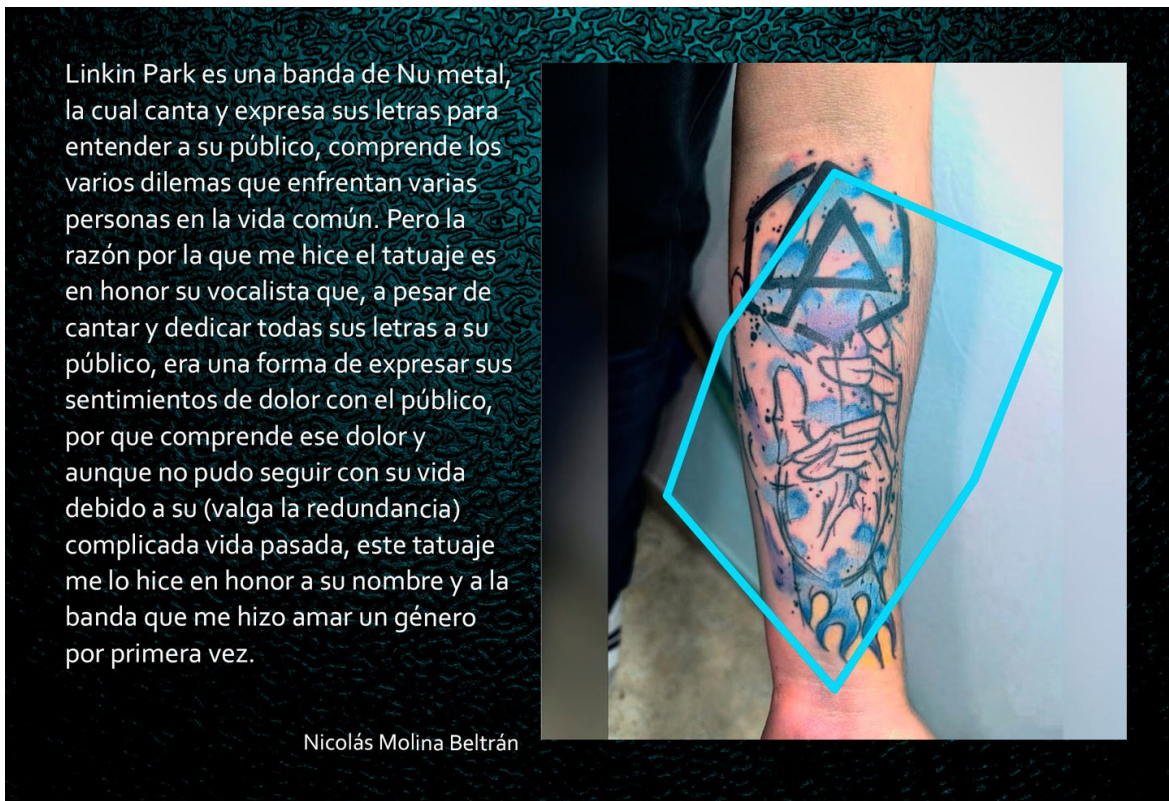 Linkin Park es una banda de Nu metal,
la cual canta y expresa sus letras para
entender a su público, comprende los
varios dilemas que enfrentan varias
personas en la vida común. Pero la
razón por la que me hice el tatuaje es
en honor su vocalista que, a pesar de
cantar y dedicar todas sus letras a su
público, era una forma de expresar sus
sentimientos de dolor con el público,
por que comprende ese dolor y
aunque no pudo seguir con su vida
debido a su (valga la redundancia)
complicada vida pasada, este tatuaje
me lo hice en honor a su nombre y a la
banda que me hizo amar un género
por primera vez.
Nicolás Molina Beltrán